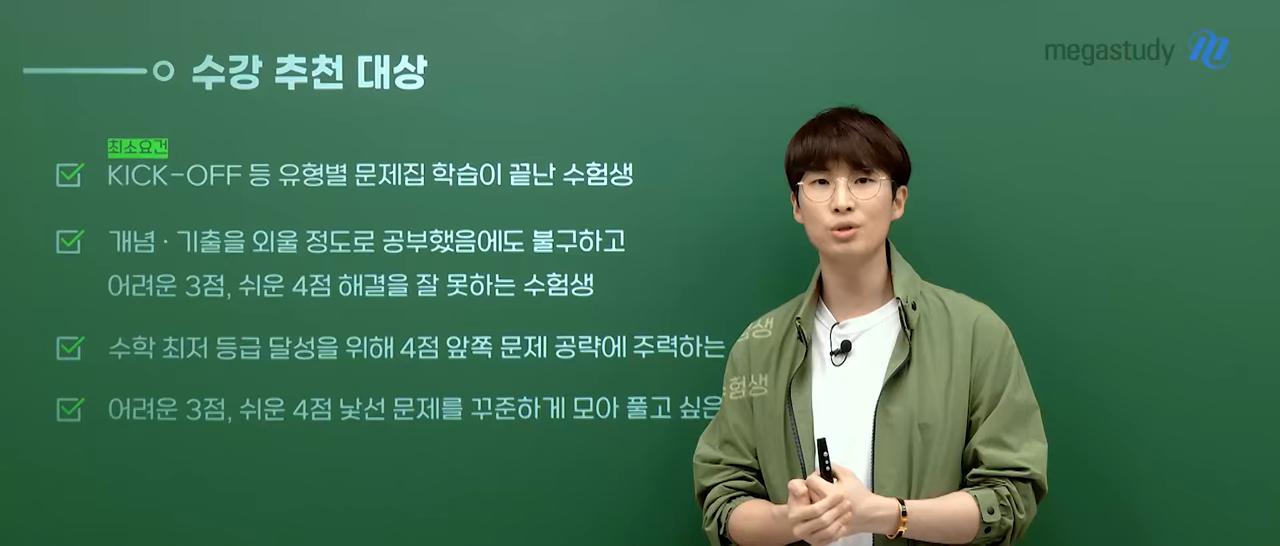 수강 추천 대상
megastudy
최소요건
KICK-OFF 등 유형별 문제집 학습이 끝난 수험생
개념·기출을 외울 정도로 공부했음에도 불구하고
어려운 3점, 쉬운 4점 해결을 잘 못하는 수험생
수학 최저 등급 달성을 위해 4점 앞쪽 문제 공략에 주력하는
어려운 3점, 쉬운 4점 낯선 문제를 꾸준하게 모아 풀고 싶은 수험생